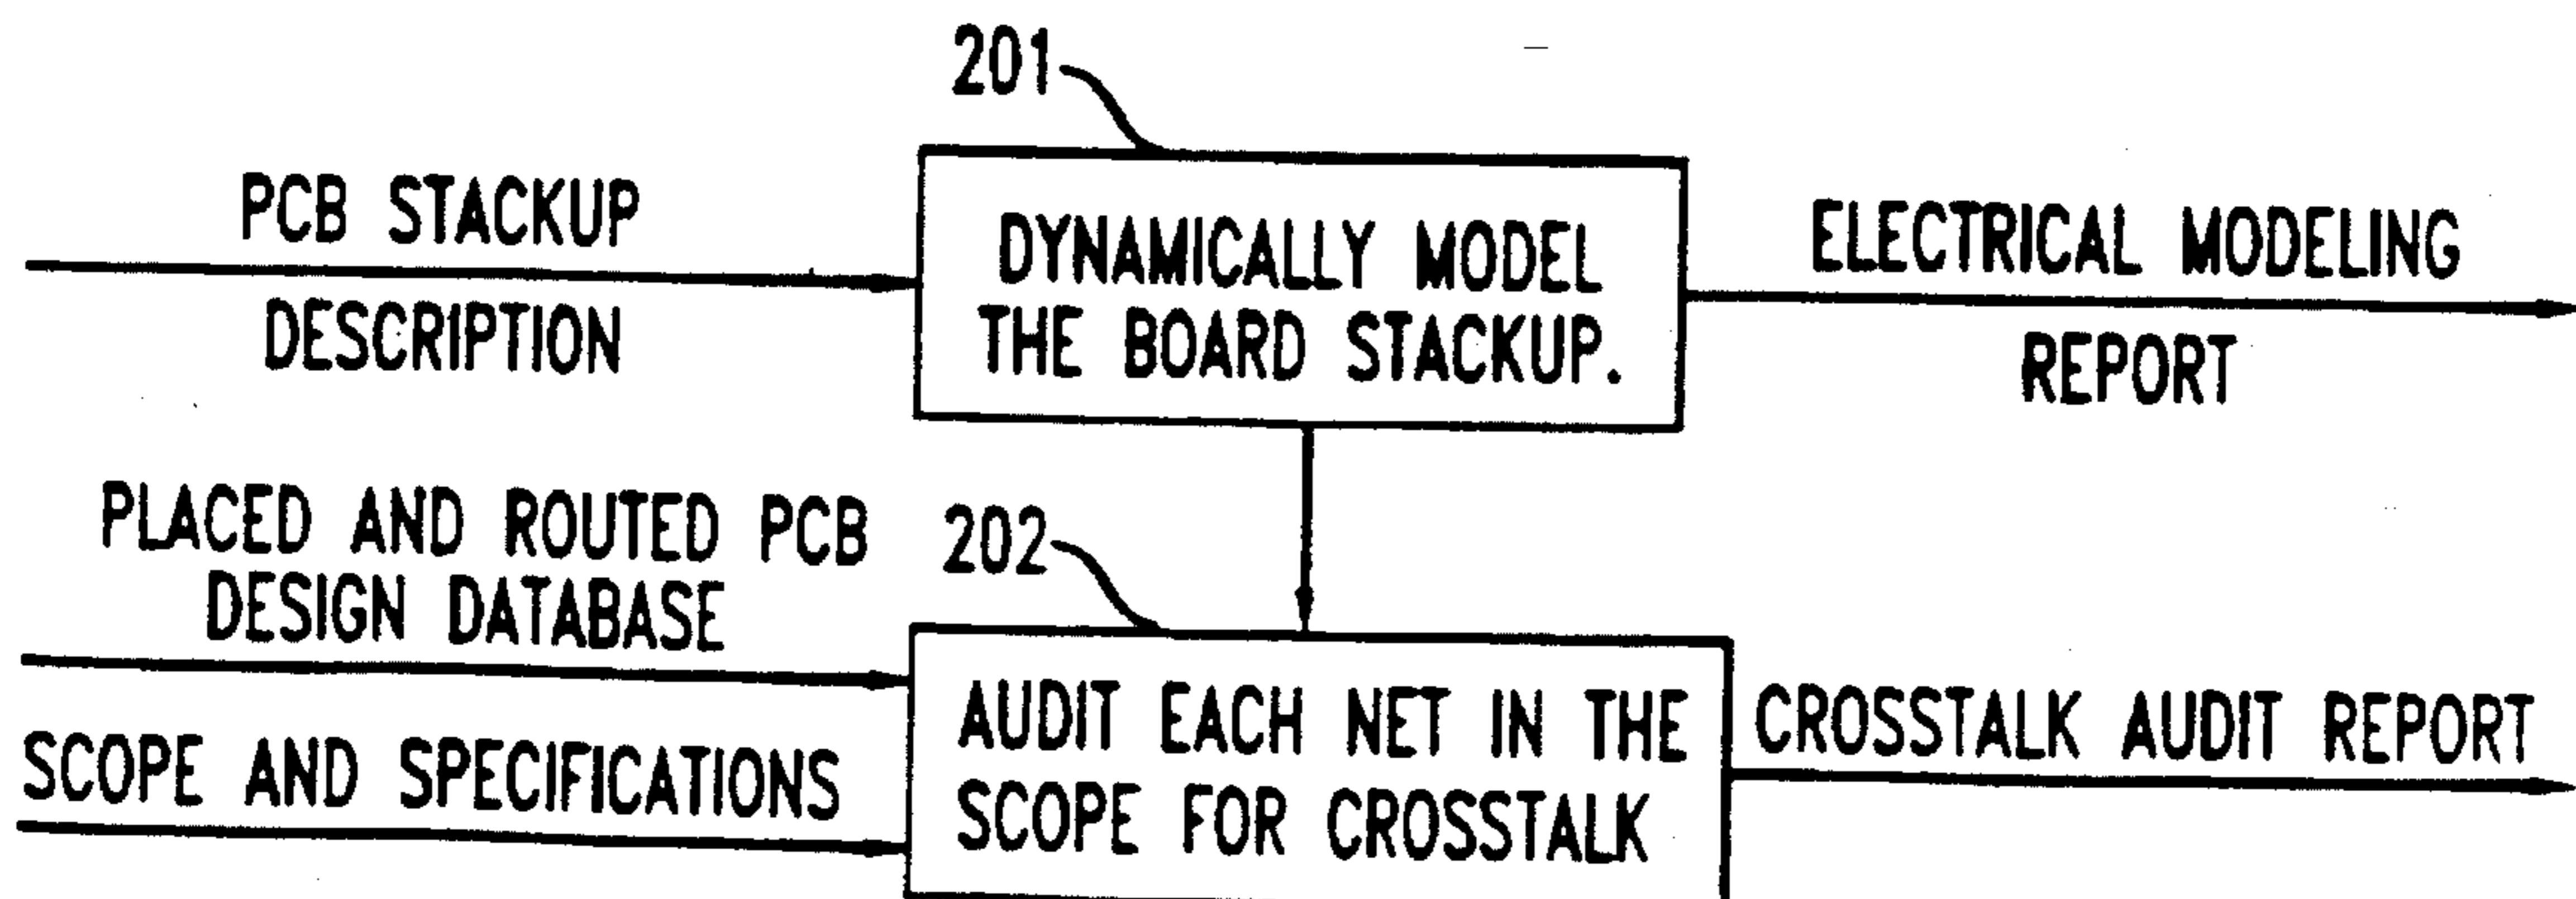 201
PCB STACKUP
DESCRIPTION
DYNAMICALLY MODEL
THE BOARD STACKUP.
ELECTRICAL MODELING
REPORT
PLACED AND ROUTED PCB
DESIGN DATABASE
202
SCOPE AND SPECIFICATIONS
AUDIT EACH NET IN THE
SCOPE FOR CROSSTALK
CROSSTALK AUDIT REPORT